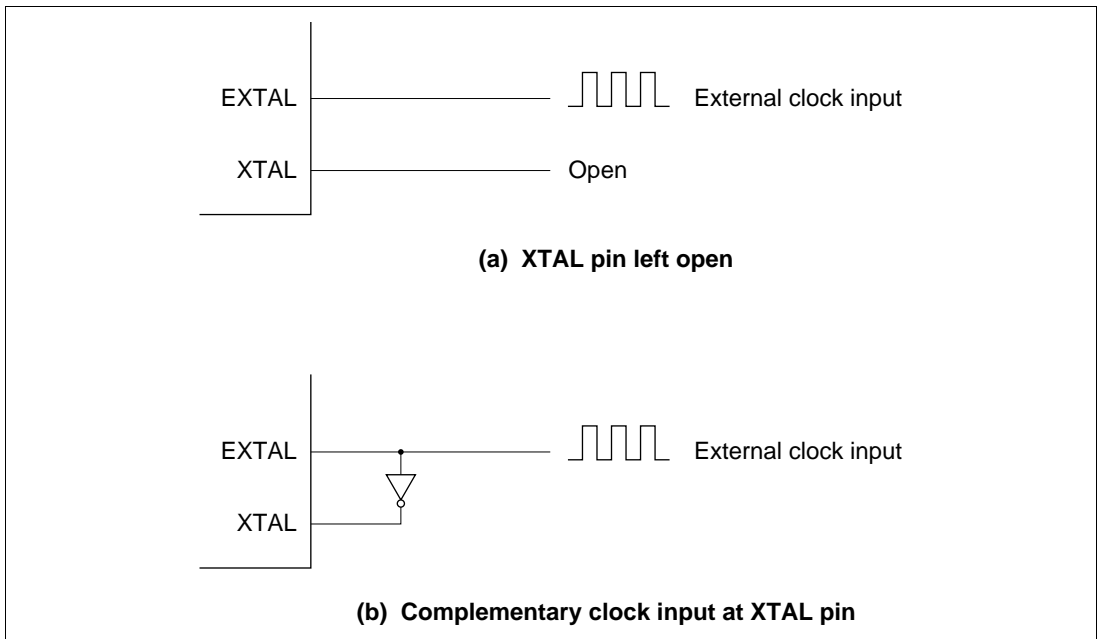 EXTAL
External clock input
XTAL
Open
(a) XTAL pin left open
EXTAL
External clock input
XTAL
(b) Complementary clock input at XTAL pin